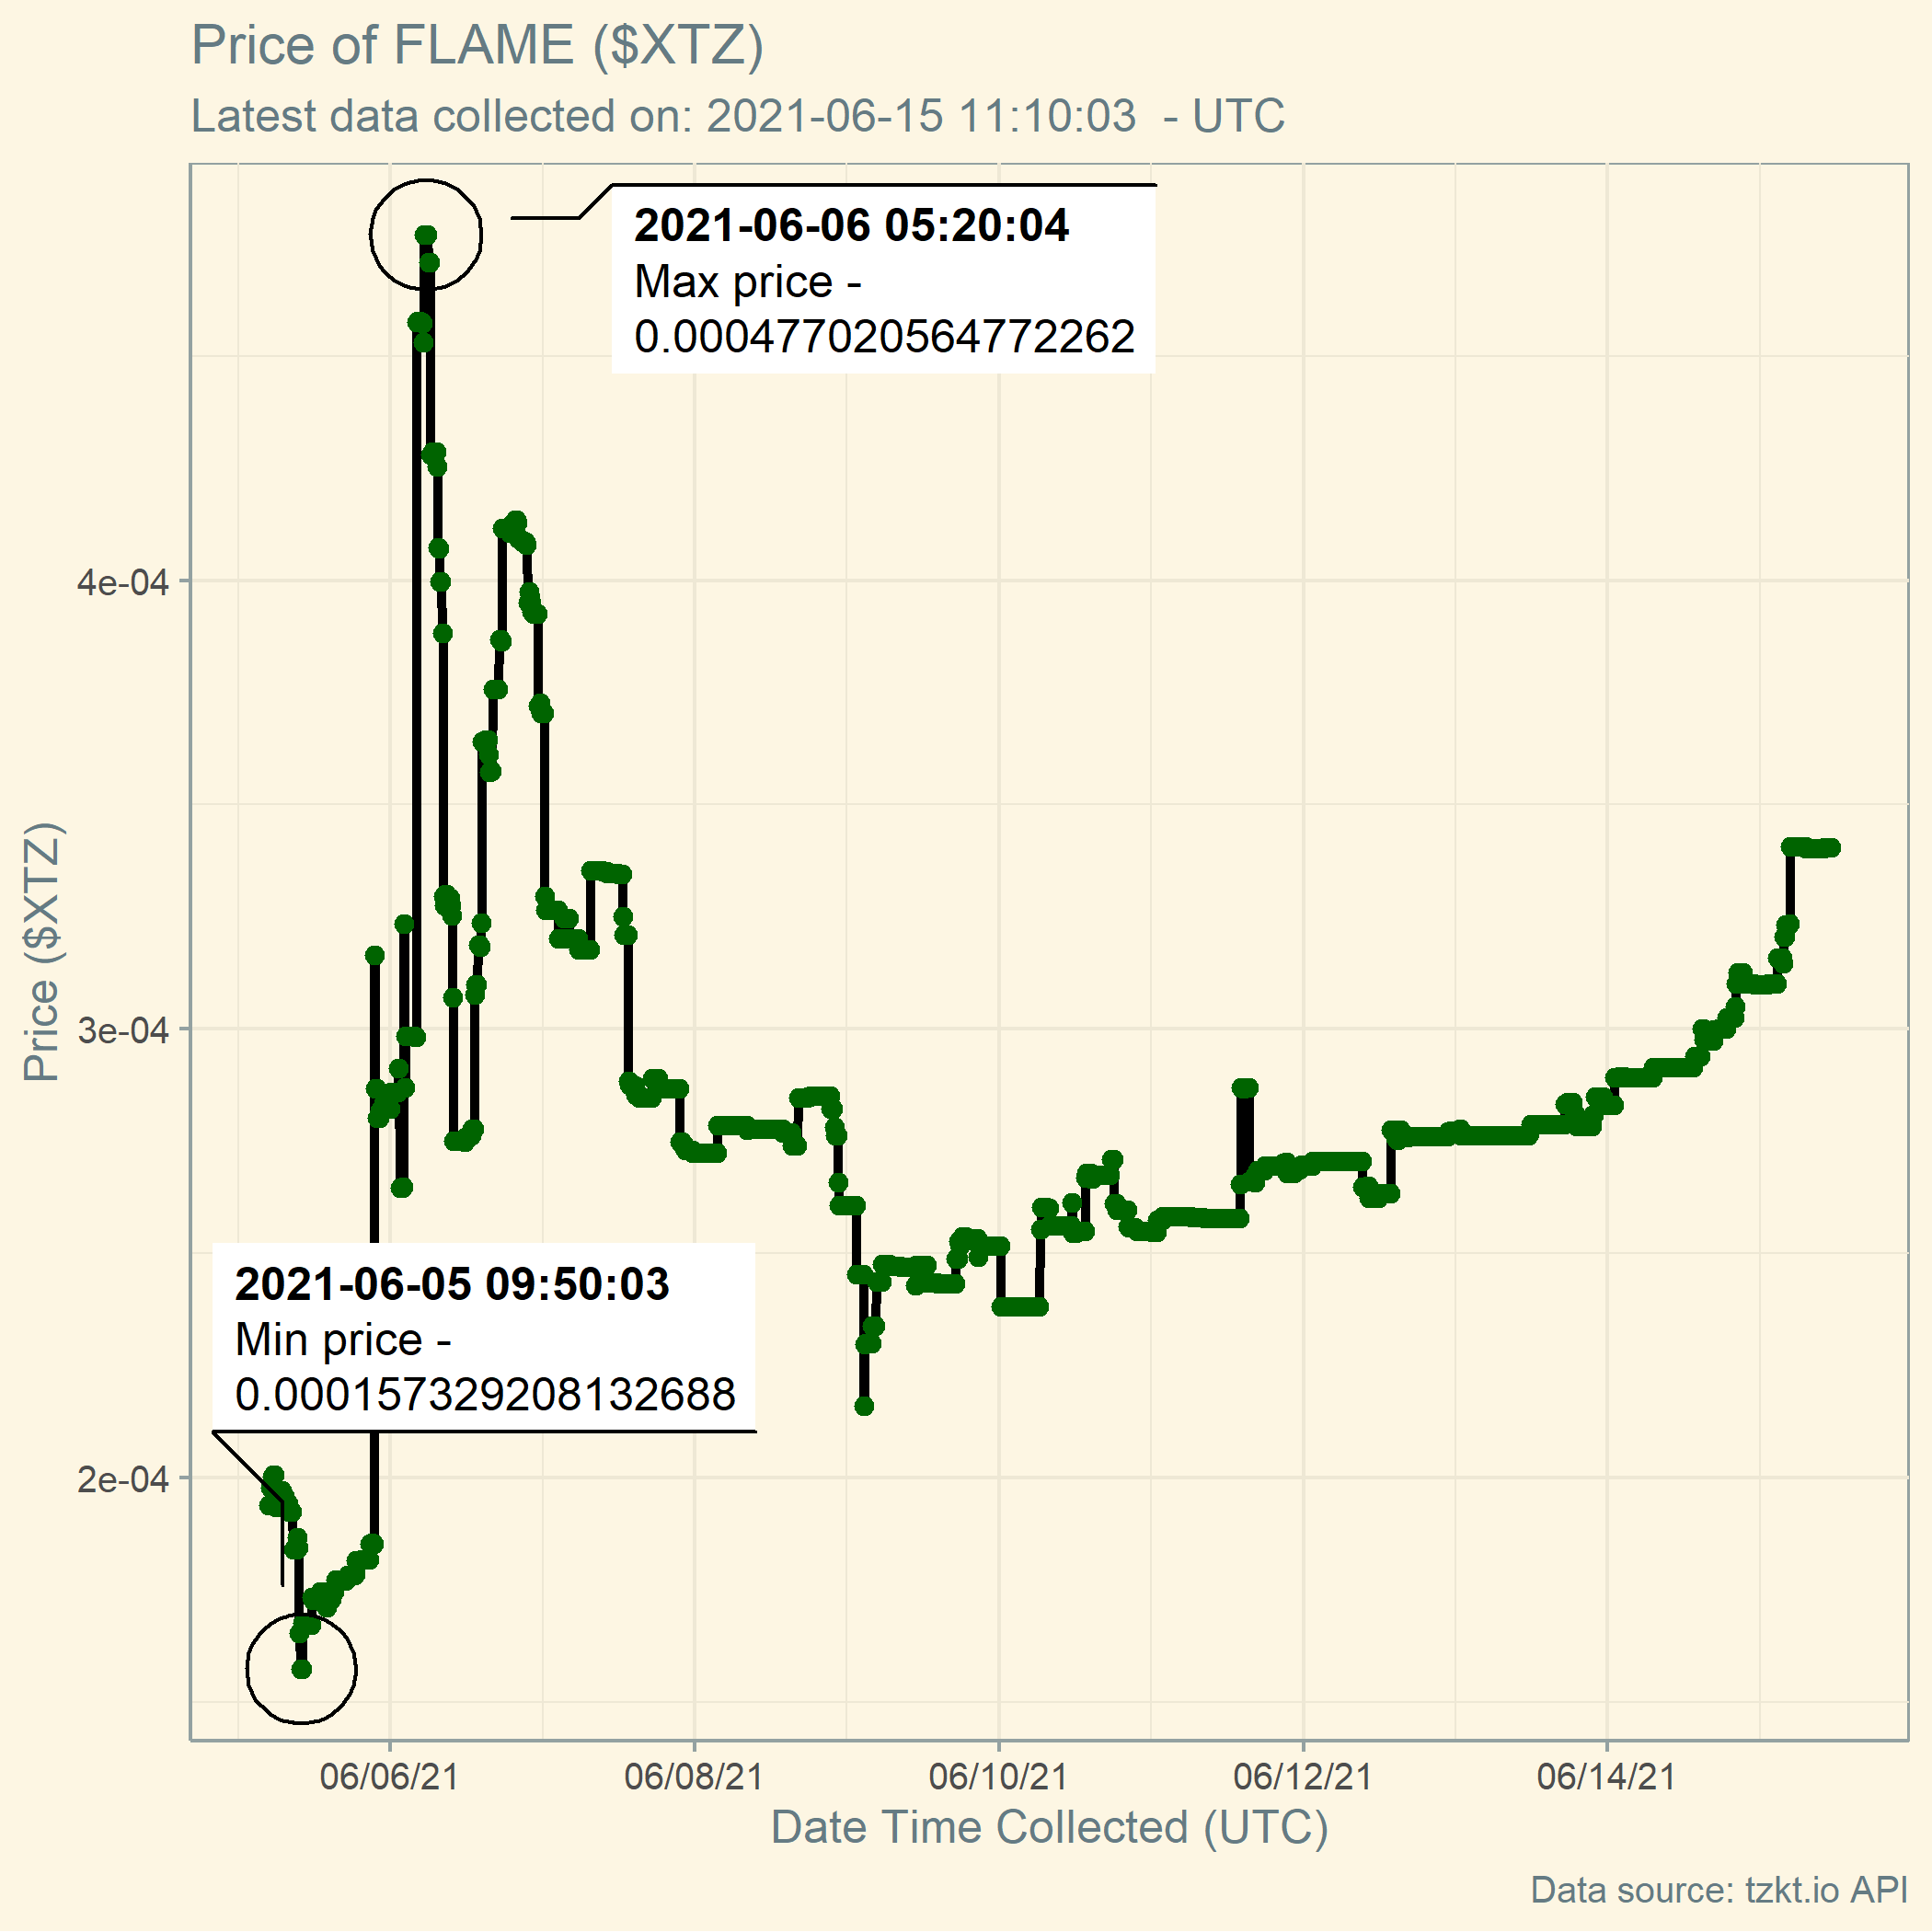 Price of FLAME ($XTZ)
Latest data collected on: 2021-06-15 11:10:03  - UTC
2021-06-06 05:20:04
Max price -
0.000477020564772262
4e-04
3e-04
2e-04
Price ($XTZ)
2021-06-05 09:50:03
Min price -
0.000157329208132688
06/06/21
06/08/21
06/10/21
06/12/21
06/14/21
Date Time Collected (UTC)
Data source: tzkt.io API